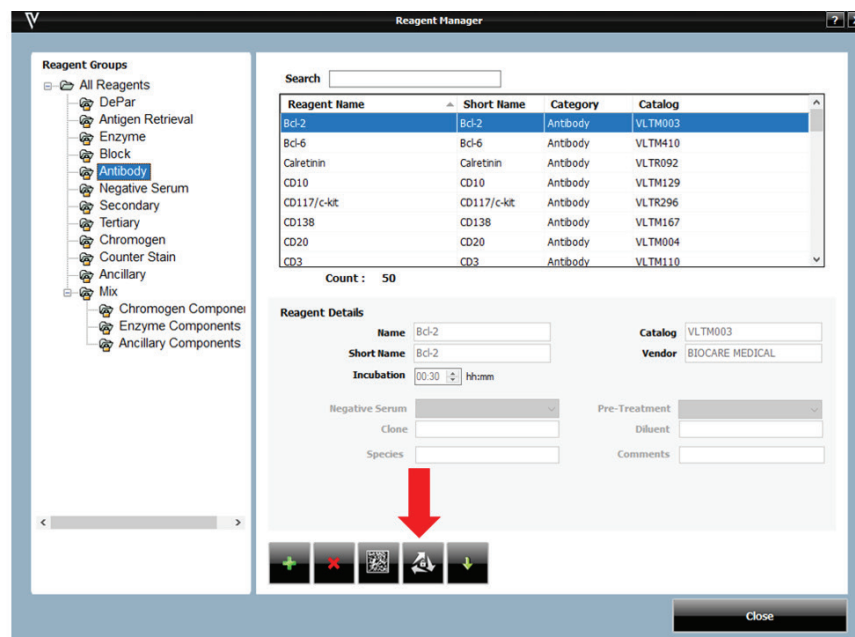 Reagent Manager
?
Reagent Groups
All Reagents
DePar
Antigen Retrieval
Enzyme
Block
Antibody
Negative Serum
Secondary
Tertiary
Chromogen
Counter Stain
Ancillary
Mix
Chromogen Componer
Enzyme Components
Ancillary Components
Search
Reagent Name Short Name Category Catalog
Bcl-2 Bcl-2 Antibody VLTM003
Bcl-6 Bcl-6 Antibody VLTM410
Calretinin Calretinin Antibody VLTR092
CD10 CD10 Antibody VLTM129
CD117/c-kit CD117/c-kit Antibody VLTR296
CD138 CD138 Antibody VLTM167
CD20 CD20 Antibody VLTM004
CD3 CD3 Antibody VLTM110
Count : 50
Reagent Details
Name Bcl-2 Catalog VLTM003
Short Name Bcl-2 Vendor BIOCARE MEDICAL
Incubation 00:30 hh:mm
Negative Serum Pre-Treatment
Clone Diluent
Species Comments
Close